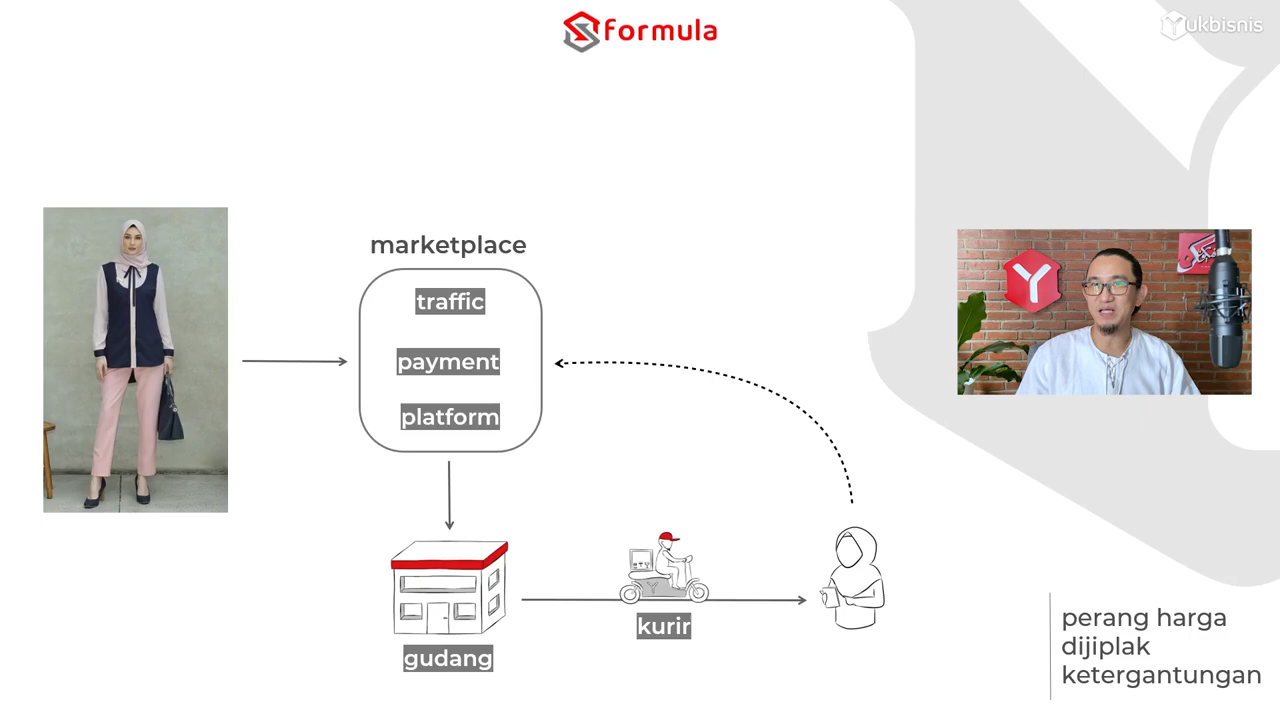 formula
Yukbisnis
marketplace
traffic
payment
platform
gudang
kurir
perang harga
dijiplak
ketergantungan